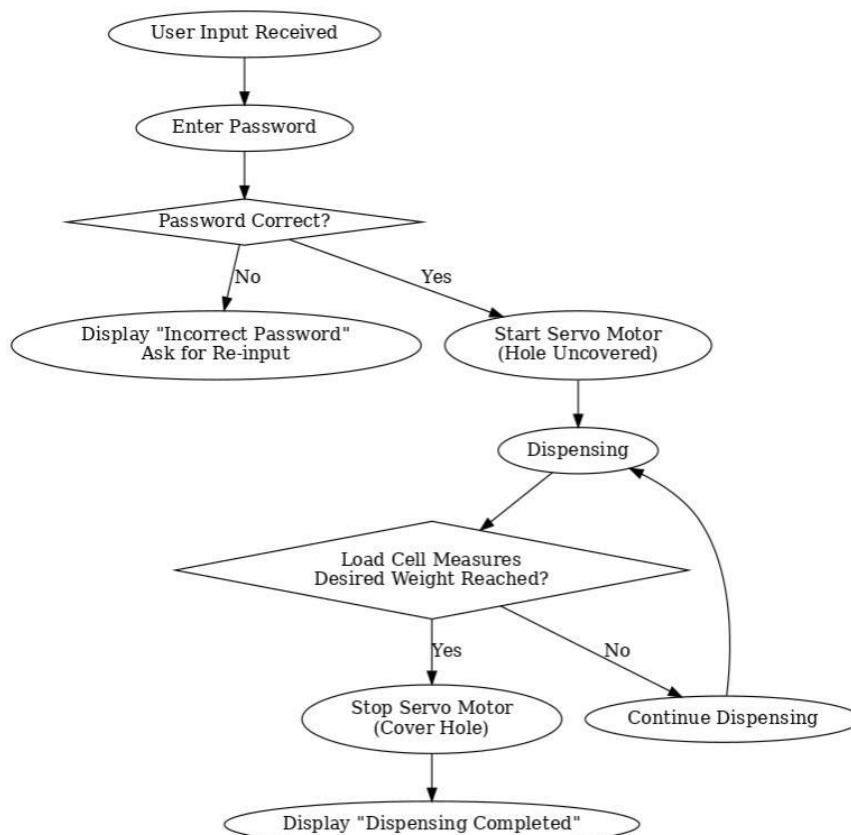 User Input Received
Enter Password
Password Correct?
No
Yes
Display "Incorrect Password"
Ask for Re-input
Start Servo Motor
(Hole Uncovered)
Dispensing
Load Cell Measures
Desired Weight Reached?
Yes
No
Stop Servo Motor
(Cover Hole)
Continue Dispensing
Display "Dispensing Completed"